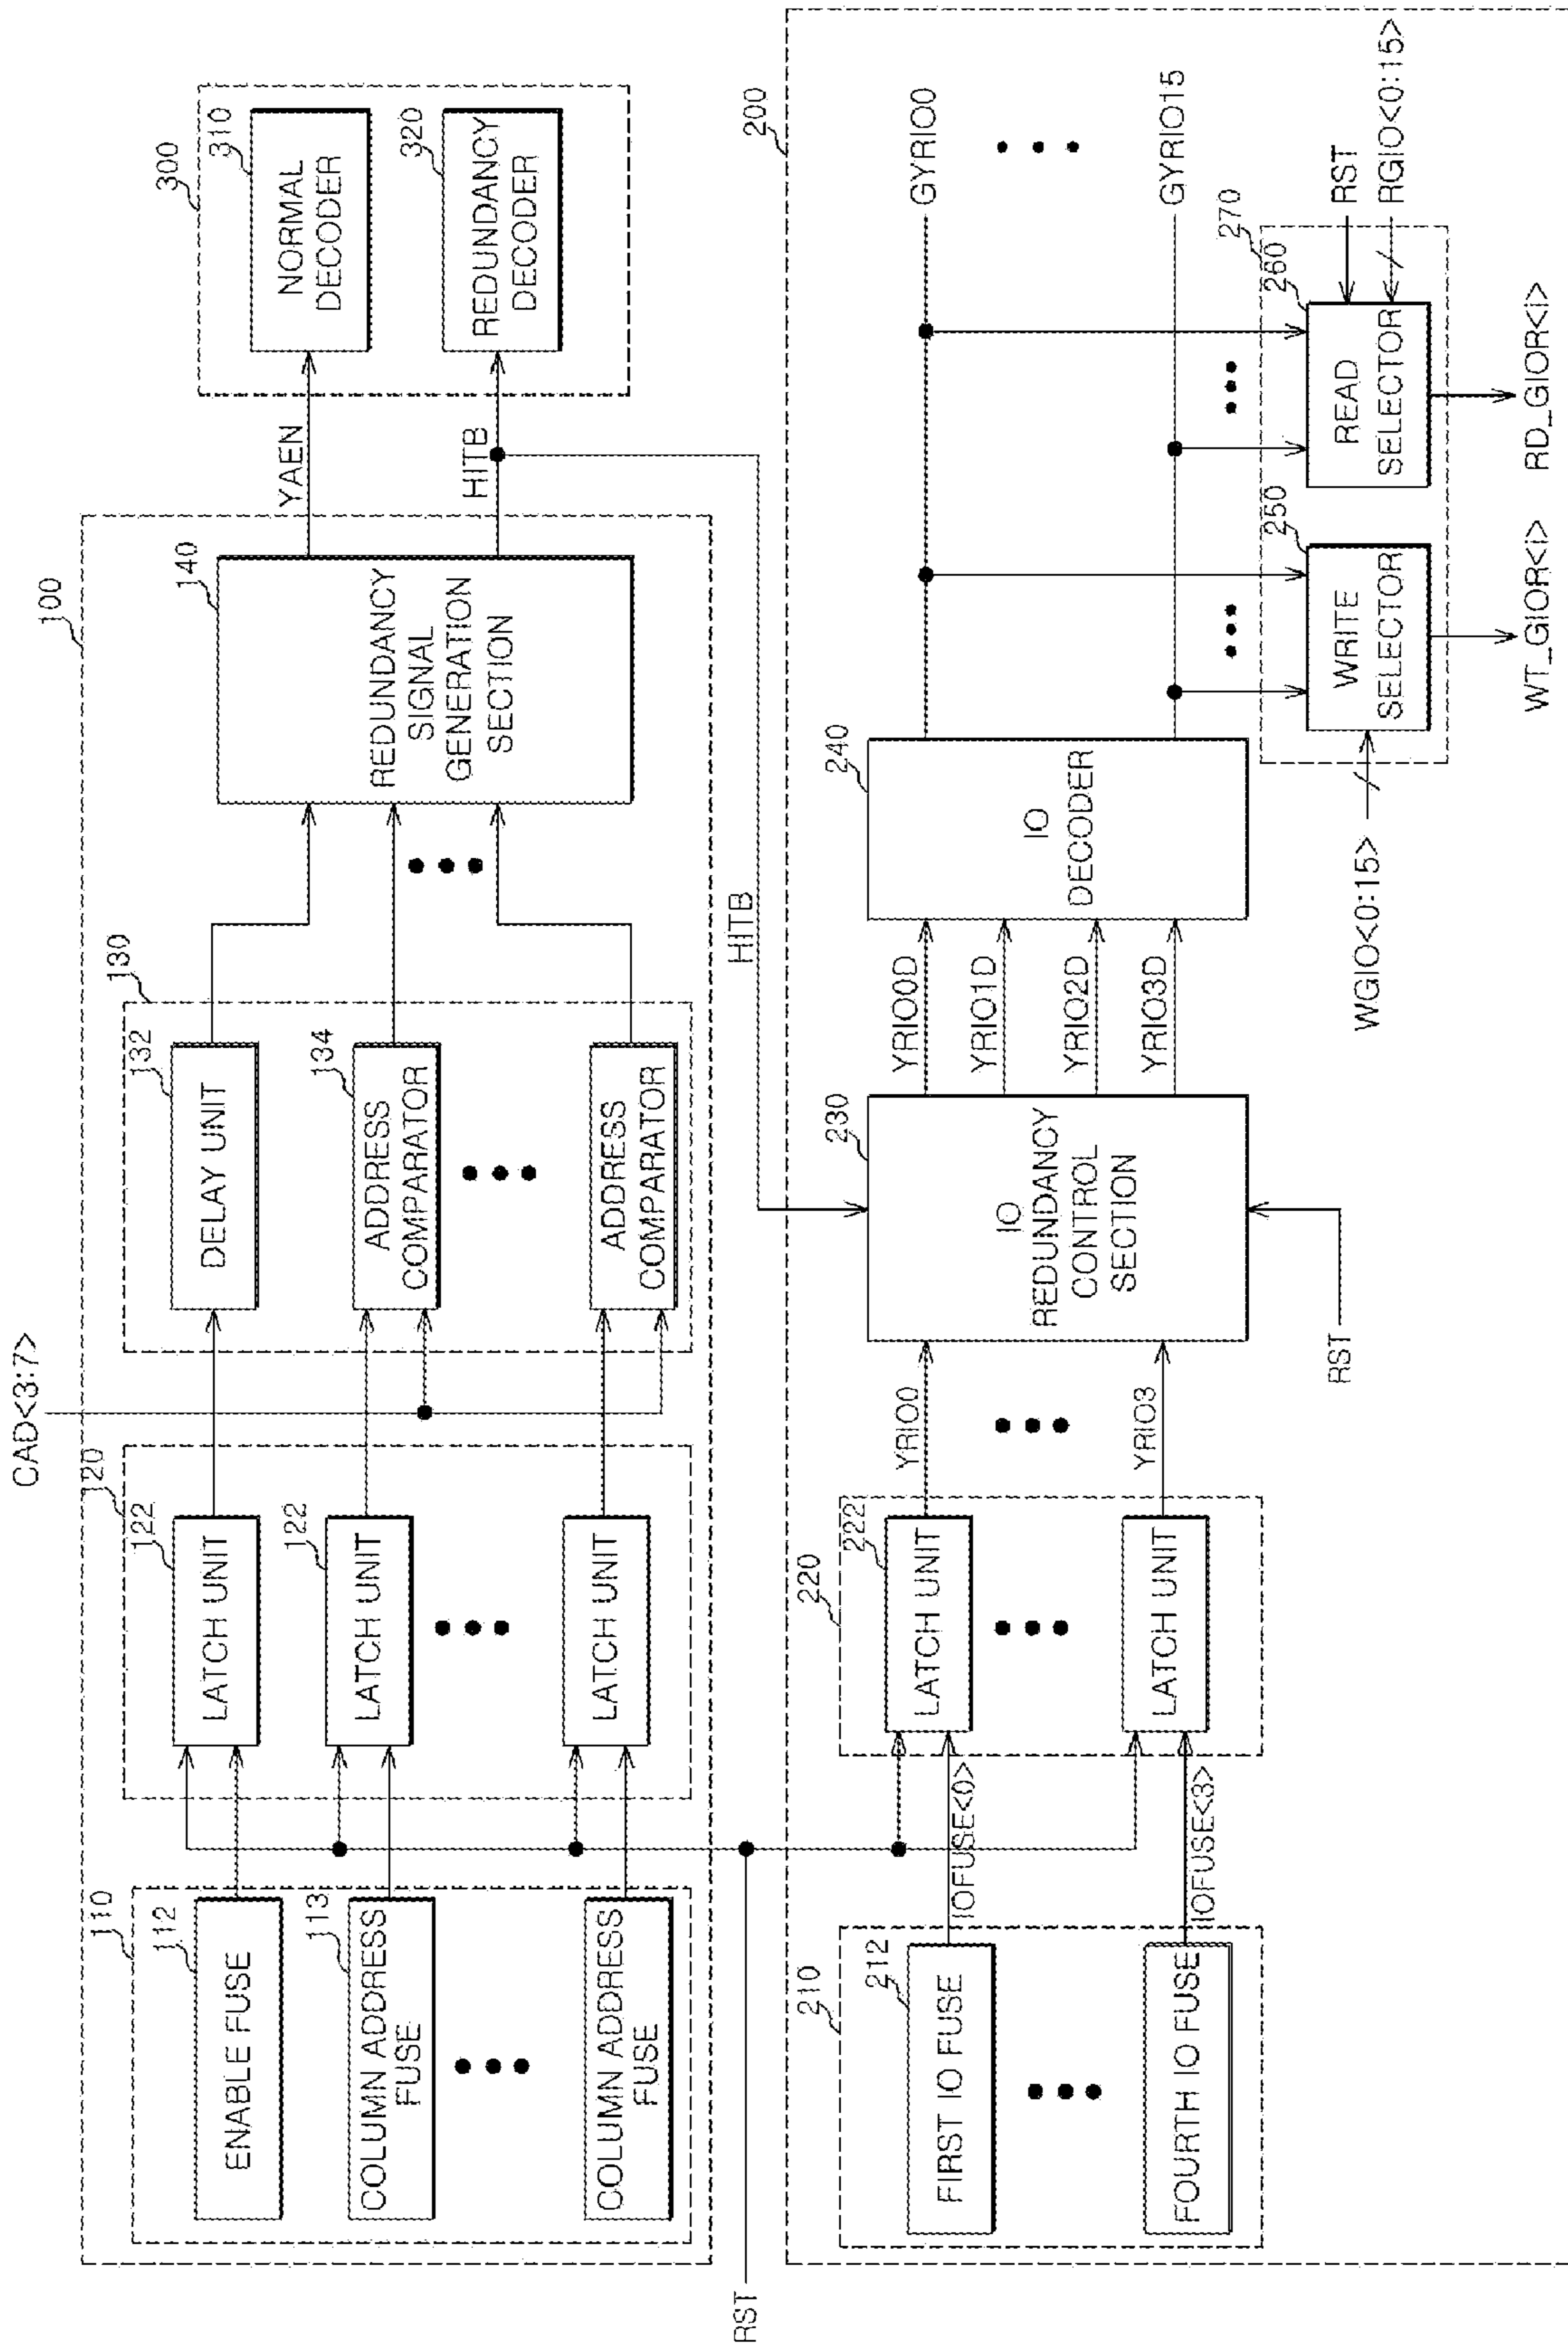 CAD<3:7>
100
110
112
ENABLE FUSE
113
COLUMN ADDRESS
FUSE
COLUMN ADDRESS
FUSE
120
122
LATCH UNIT
122
LATCH UNIT
LATCH UNIT
130
132
DELAY UNIT
134
ADDRESS
COMPARATOR
ADDRESS
COMPARATOR
140
REDUNDANCY
SIGNAL
GENERATION
SECTION
YAEN
HITB
300
310
NORMAL
DECODER
320
REDUNDANCY
DECODER
RST
HITB
200
210
212
FIRST IO FUSE
FOURTH IO FUSE
IOFUSE<0>
IOFUSE<3>
220
222
LATCH UNIT
LATCH UNIT
YRIO0
YRIO3
230
IO
REDUNDANCY
CONTROL
SECTION
RST
YRIO0D
YRIO1D
YRIO2D
YRIO3D
240
IO
DECODER
GYRIO0
GYRIO15
270
250
WRITE
SELECTOR
260
READ
SELECTOR
RST
RGIO<0:15>
WGIO<0:15>
WT_GIOR<i>
RD_GIOR<i>